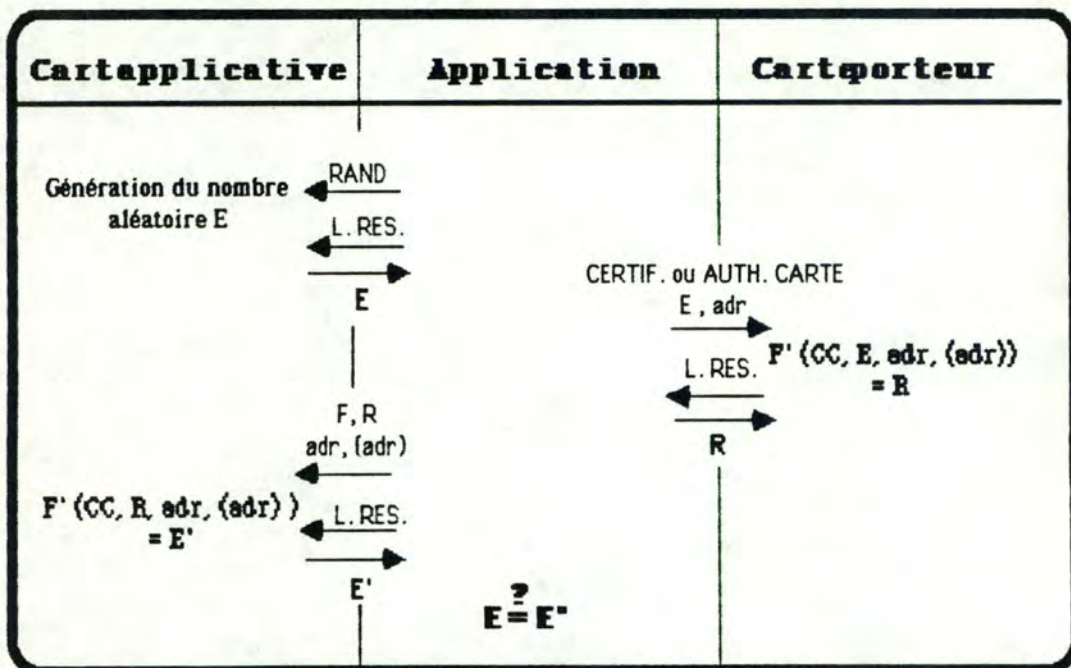 Cartapplicative Application Carteporteur
RAND
Génération du nombre
aléatoire E
L. RES.
E
CERTIF. ou AUTH. CARTE
E , adr
F' (CC, E, adr, (adr))
= R
L. RES.
R
F, R
adr, (adr)
F' (CC, R, adr, (adr) )
= E'
L. RES.
E'
?
E = E"